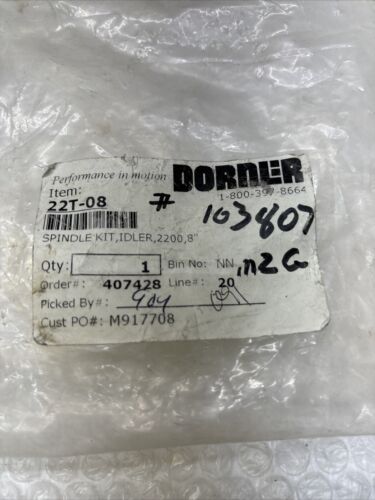 Performance in motion DORNER
1-800-397-8664
Item:
22T-08 # 103807
SPINDLE KIT,IDLER,2200,8"
Qty: 1 Bin No: NN
Order#: 407428 Line#: 20
Picked By#:
Cust PO#: M917708